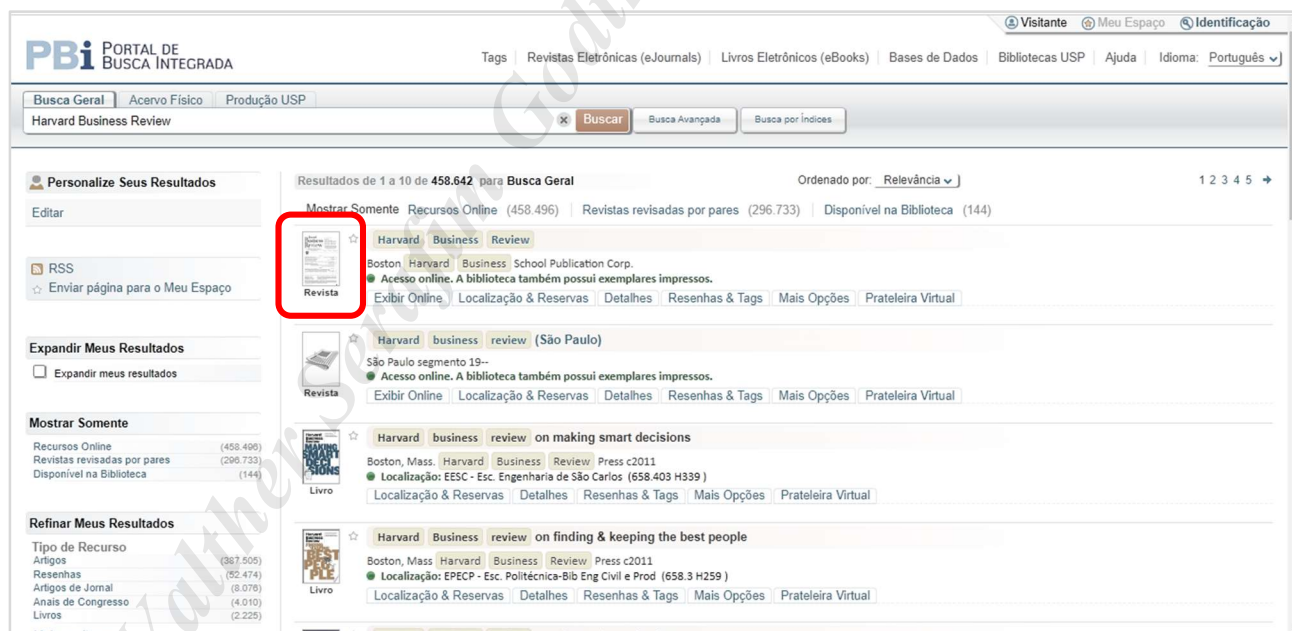 Visitante Meu Espaço Identificação
PBi PORTAL DE BUSCA INTEGRADA
Tags Revistas Eletrônicas (eJournals) Livros Eletrônicos (eBooks) Bases de Dados Bibliotecas USP Ajuda Idioma: Português
Busca Geral Acervo Físico Produção USP
Harvard Business Review Buscar Busca Avançada Busca por Índices
Personalize Seus Resultados
Editar
RSS
Enviar página para o Meu Espaço
Expandir Meus Resultados
Expandir meus resultados
Mostrar Somente
Recursos Online (458.496)
Revistas revisadas por pares (296.733)
Disponível na Biblioteca (144)
Refinar Meus Resultados
Tipo de Recurso
Artigos (387.505)
Resenhas (52.474)
Artigos de Jornal (8.076)
Anais de Congresso (4.010)
Livros (2.225)
Resultados de 1 a 10 de 458.642 para Busca Geral Ordenado por: Relevância 1 2 3 4 5
Mostrar Somente Recursos Online (458.496) Revistas revisadas por pares (296.733) Disponível na Biblioteca (144)
Harvard Business Review
Boston Harvard Business School Publication Corp.
Acesso online. A biblioteca também possui exemplares impressos.
Revista
Exibir Online Localização & Reservas Detalhes Resenhas & Tags Mais Opções Prateleira Virtual
Harvard business review (São Paulo)
São Paulo segmento 19--
Acesso online. A biblioteca também possui exemplares impressos.
Revista
Exibir Online Localização & Reservas Detalhes Resenhas & Tags Mais Opções Prateleira Virtual
Harvard business review on making smart decisions
MAKING SMART DECISIONS
Boston, Mass. Harvard Business Review Press c2011
Localização: EESC - Esc. Engenharia de São Carlos (658.403 H339 )
Livro
Localização & Reservas Detalhes Resenhas & Tags Mais Opções Prateleira Virtual
Harvard Business review on finding & keeping the best people
BEST PEOPLE
Boston, Mass Harvard Business Review Press c2011
Localização: EPECP - Esc. Politécnica-Bib Eng Civil e Prod (658.3 H259 )
Livro
Localização & Reservas Detalhes Resenhas & Tags Mais Opções Prateleira Virtual
Valther Serafim